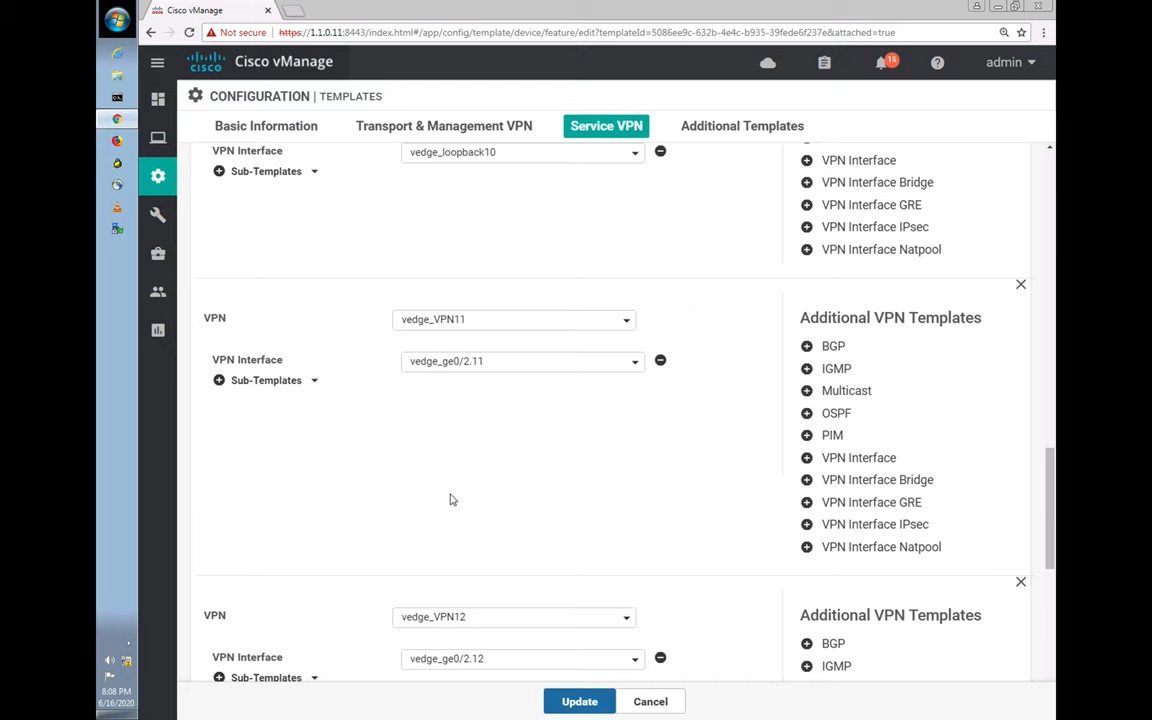 Cisco vManage
Not secure https://1.1.0.11:8443/index.html#/app/config/template/device/feature/edit?templateId=5086ee9c-632b-4e4c-b935-39fede6f237e&attached=true
CISCO Cisco vManage
15
admin
CONFIGURATION | TEMPLATES
Basic Information
Transport & Management VPN
Service VPN
Additional Templates
VPN Interface
vedge_loopback10
Sub-Templates
VPN Interface
VPN Interface Bridge
VPN Interface GRE
VPN Interface IPsec
VPN Interface Natpool
VPN
vedge_VPN11
VPN Interface
vedge_ge0/2.11
Sub-Templates
Additional VPN Templates
BGP
IGMP
Multicast
OSPF
PIM
VPN Interface
VPN Interface Bridge
VPN Interface GRE
VPN Interface IPsec
VPN Interface Natpool
VPN
vedge_VPN12
VPN Interface
vedge_ge0/2.12
Sub-Templates
Additional VPN Templates
BGP
IGMP
Update
Cancel
8:08 PM
6/16/2020